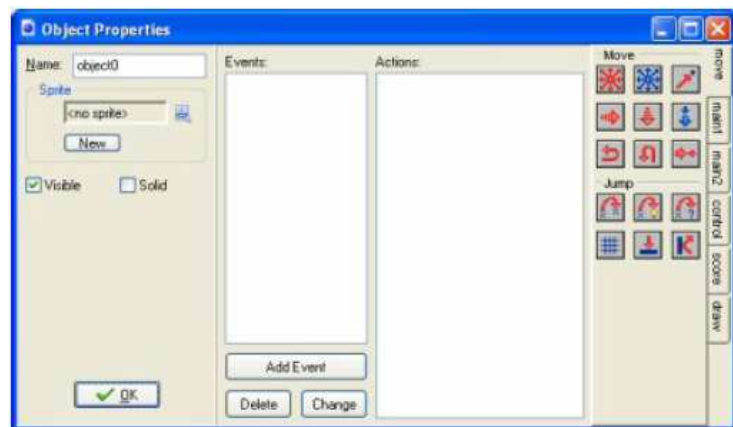 Object Properties
Name: object0
Sprite
<no sprite>
New
Visible
Solid
OK
Events:
Add Event
Delete
Change
Actions:
Move
Jump
move
main1
main2
control
score
draw